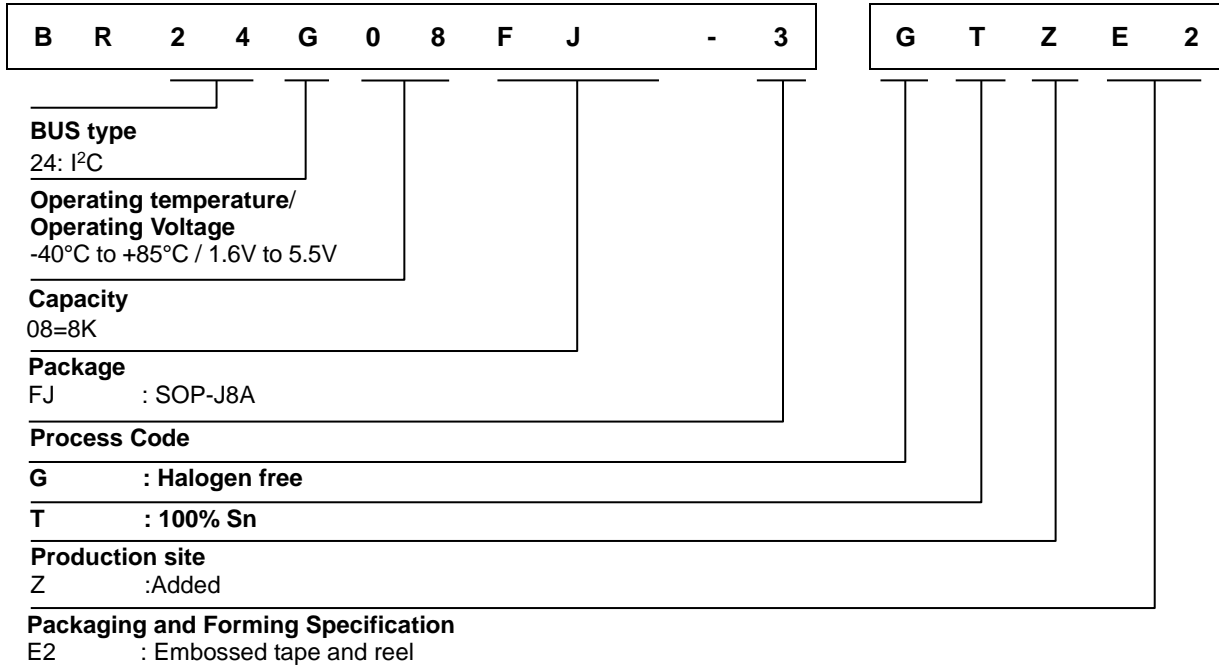 B R 2 4 G 0 8 F J - 3 G T Z E 2
BUS type
24: I²C
Operating temperature/
Operating Voltage
-40°C to +85°C / 1.6V to 5.5V
Capacity
08=8K
Package
FJ : SOP-J8A
Process Code
G : Halogen free
T : 100% Sn
Production site
Z :Added
Packaging and Forming Specification
E2 : Embossed tape and reel